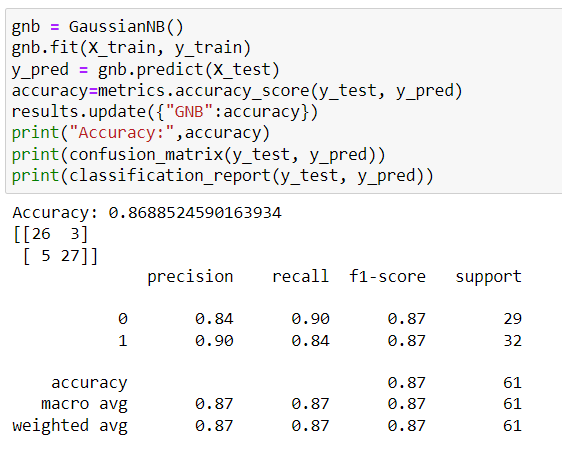 gnb = GaussianNB()
gnb.fit(X_train, y_train)
y_pred = gnb.predict(X_test)
accuracy=metrics.accuracy_score(y_test, y_pred)
results.update({"GNB":accuracy})
print("Accuracy:",accuracy)
print(confusion_matrix(y_test, y_pred))
print(classification_report(y_test, y_pred))
Accuracy: 0.8688524590163934
[[26  3]
 [ 5 27]]
              precision    recall  f1-score   support
           0       0.84      0.90      0.87        29
           1       0.90      0.84      0.87        32
    accuracy                           0.87        61
   macro avg       0.87      0.87      0.87        61
weighted avg       0.87      0.87      0.87        61